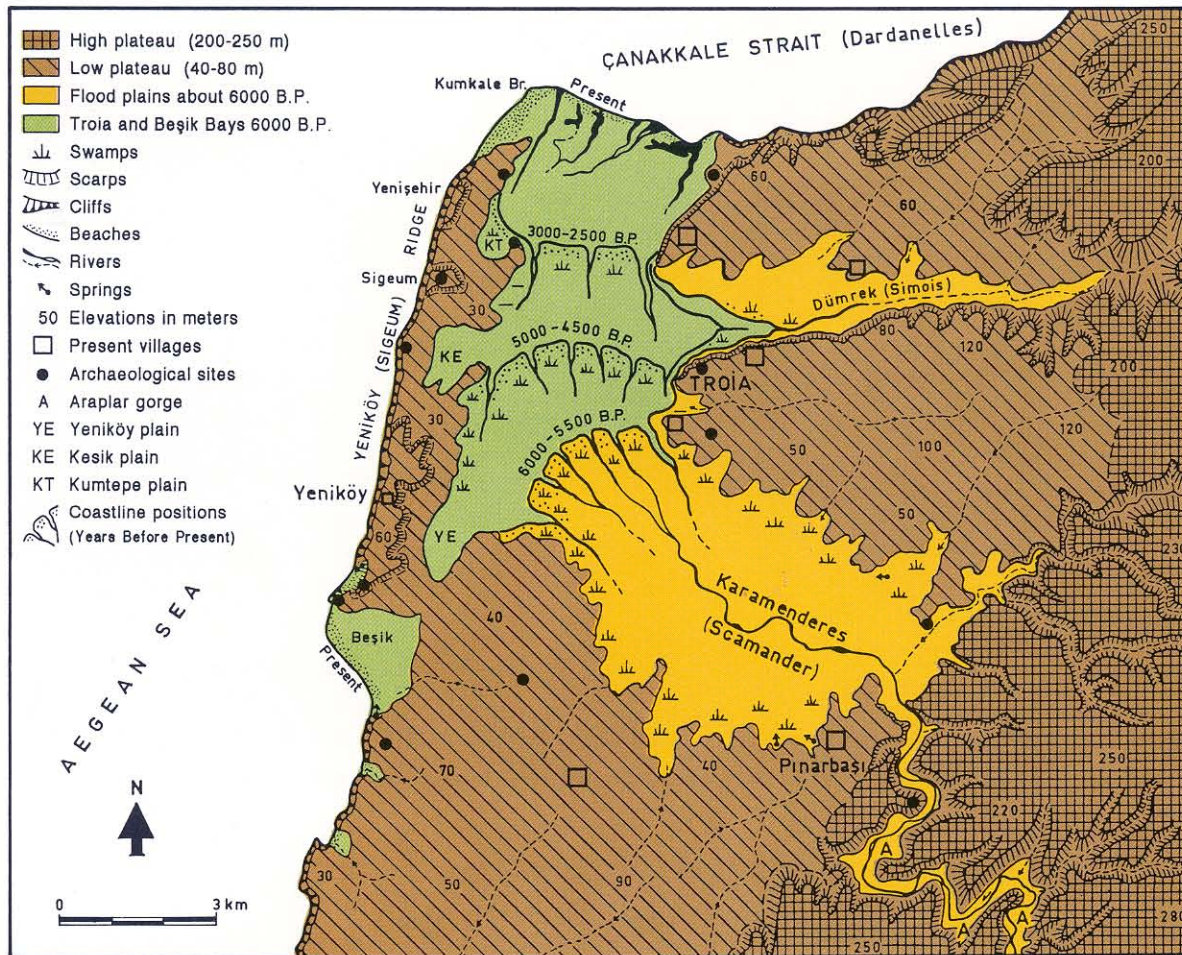 High plateau (200-250 m)
Low plateau (40-80 m)
Flood plains about 6000 B.P.
Troia and Beşik Bays 6000 B.P.
Swamps
Scarps
Cliffs
Beaches
Rivers
Springs
50 Elevations in meters
Present villages
Archaeological sites
A Araplar gorge
YE Yeniköy plain
KE Kesik plain
KT Kumtepe plain
Coastline positions
(Years Before Present)
ÇANAKKALE STRAIT (Dardanelles)
Kumkale Br.
Present
250
200
60
60
Yenişehir
KT
3000-2500 B.P.
Sigeum
30
YENİKÖY (SIGEUM) RIDGE
Dümrek (Simois)
80
120
200
KE
5000-4500 B.P.
TROIA
30
6000-5500 B.P.
50
100
120
Yeniköy
50
YE
60
230
Karamenderes
(Scamander)
40
Beşik
Present
AEGEAN SEA
N
70
40
Pınarbaşı
250
220
A
30
50
90
A
A
250
280
0 3 km